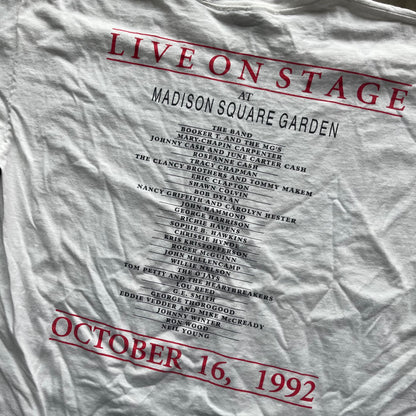 LIVE ON STAGE
AT
MADISON SQUARE GARDEN
THE BAND
BOOKER T. AND THE MG's
MARY-CHAPIN CARPENTER
JOHNNY CASH AND JUNE CARTER CASH
ROSEANNE CASH
TRACY CHAPMAN
THE CLANCY BROTHERS AND TOMMY MAKEM
ERIC CLAPTON
SHAWN COLVIN
BOB DYLAN
NANCY GRIFFITH AND CAROLYN HESTER
JOHN HAMMOND
GEORGE HARRISON
RICHIE HAVENS
SOPHIE B. HAWKINS
CHRISSIE HYNDE
KRIS KRISTOFFERSON
ROGER McGUINN
JOHN MELLENCAMP
WILLIE NELSON
THE O'JAYS
TOM PETTY AND THE HEARTBREAKERS
LOU REED
G.E. SMITH
GEORGE THOROGOOD
EDDIE VEDDER AND MIKE McCREADY
JOHNNY WINTER
RON WOOD
NEIL YOUNG
OCTOBER 16, 1992